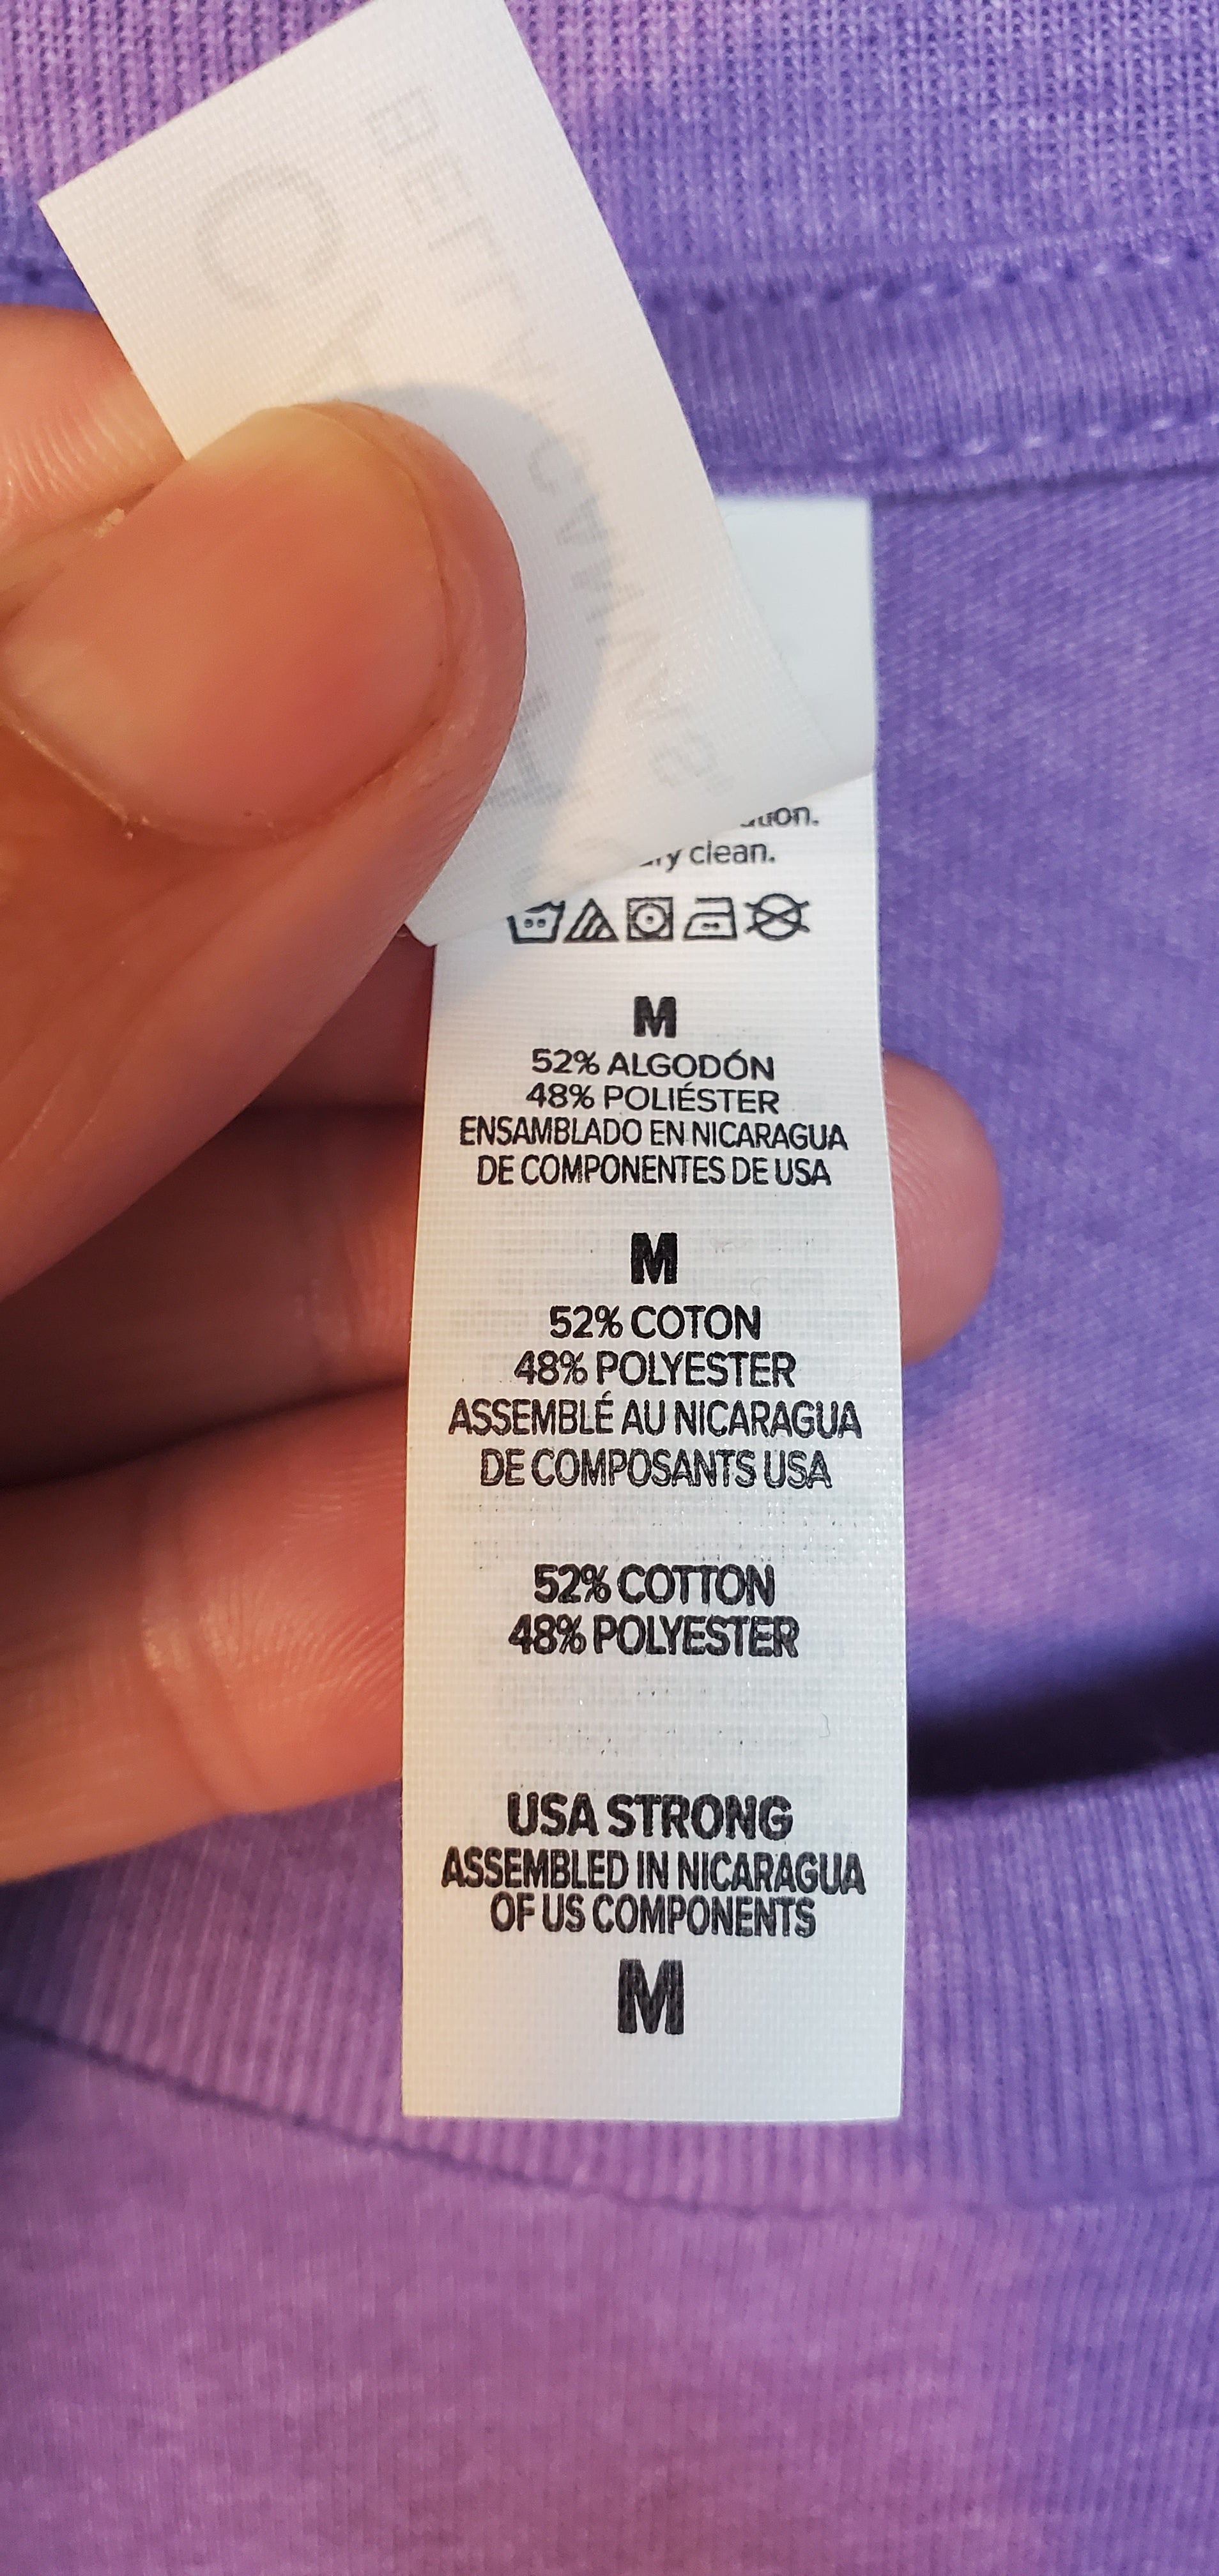 clean.
M
52% ALGODÓN
48% POLIÉSTER
ENSAMBLADO EN NICARAGUA
DE COMPONENTES DE USA
M
52% COTON
48% POLYESTER
ASSEMBLÉ AU NICARAGUA
DE COMPOSANTS USA
52% COTTON
48% POLYESTER
USA STRONG
ASSEMBLED IN NICARAGUA
OF US COMPONENTS
M